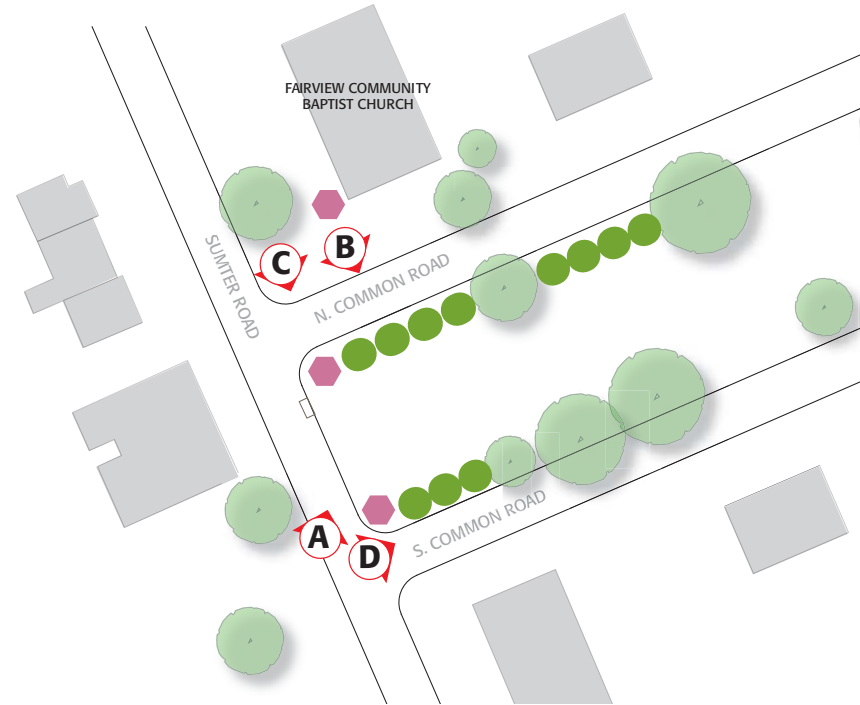 FAIRVIEW COMMUNITY
BAPTIST CHURCH
B
C
SUMTER ROAD
N. COMMON ROAD
S. COMMON ROAD
A
D